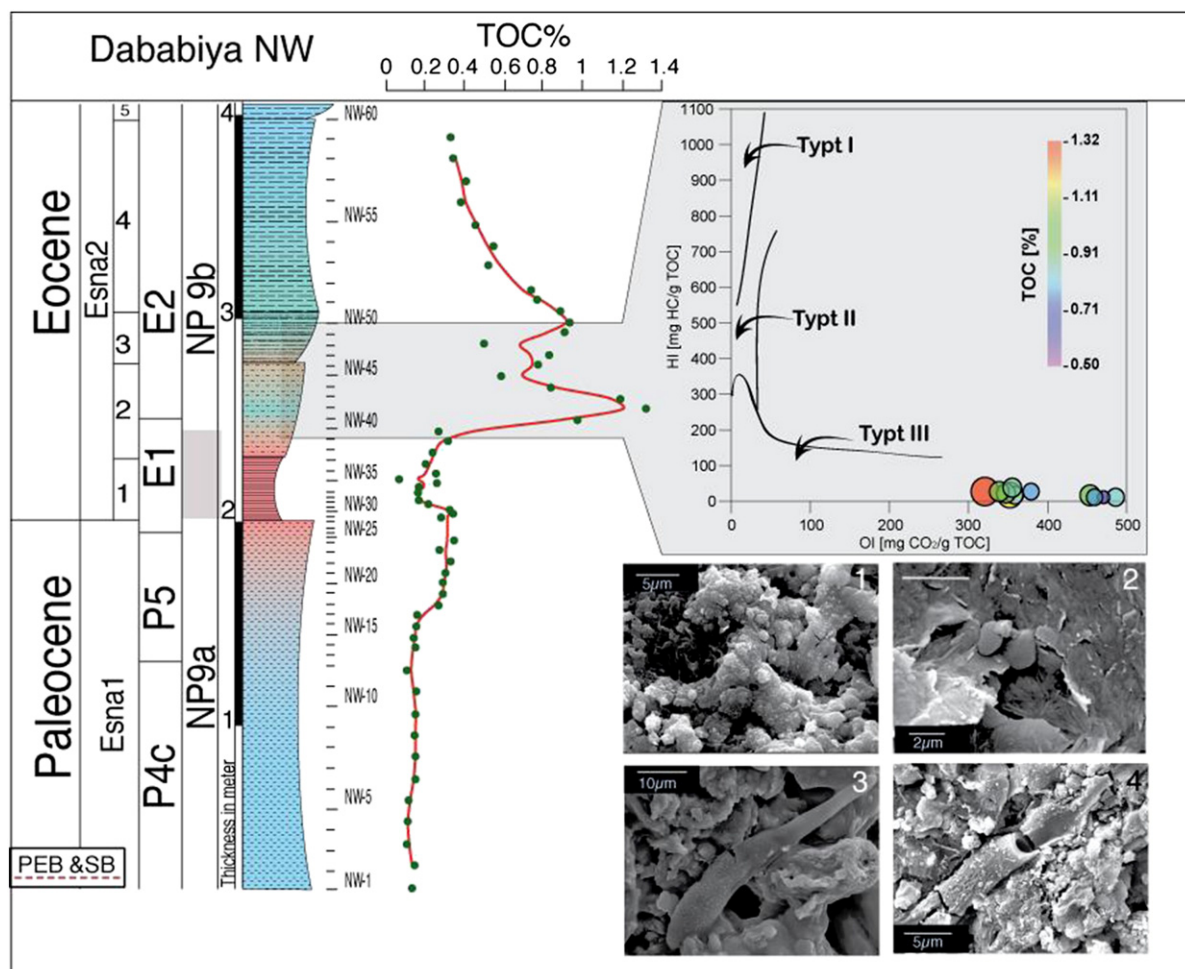 Dababiya NW
TOC%
0 0.2 0.4 0.6 0.8 1 1.2 1.4
Eocene
Paleocene
Esna2
Esna1
5
4
3
2
1
E2
E1
P5
P4c
NP 9b
NP9a
4
3
2
1
Thickness in meter
PEB &SB
NW-60
NW-55
NW-50
NW-45
NW-40
NW-35
NW-30
NW-25
NW-20
NW-15
NW-10
NW-5
NW-1
HI [mg HC/g TOC]
1100
1000
900
800
700
600
500
400
300
200
100
0
Typt I
Typt II
Typt III
TOC [%]
1.32
1.11
0.91
0.71
0.50
0 100 200 300 400 500
OI [mg CO₂/g TOC]
5µm
1
2
2µm
10µm
3
4
5µm